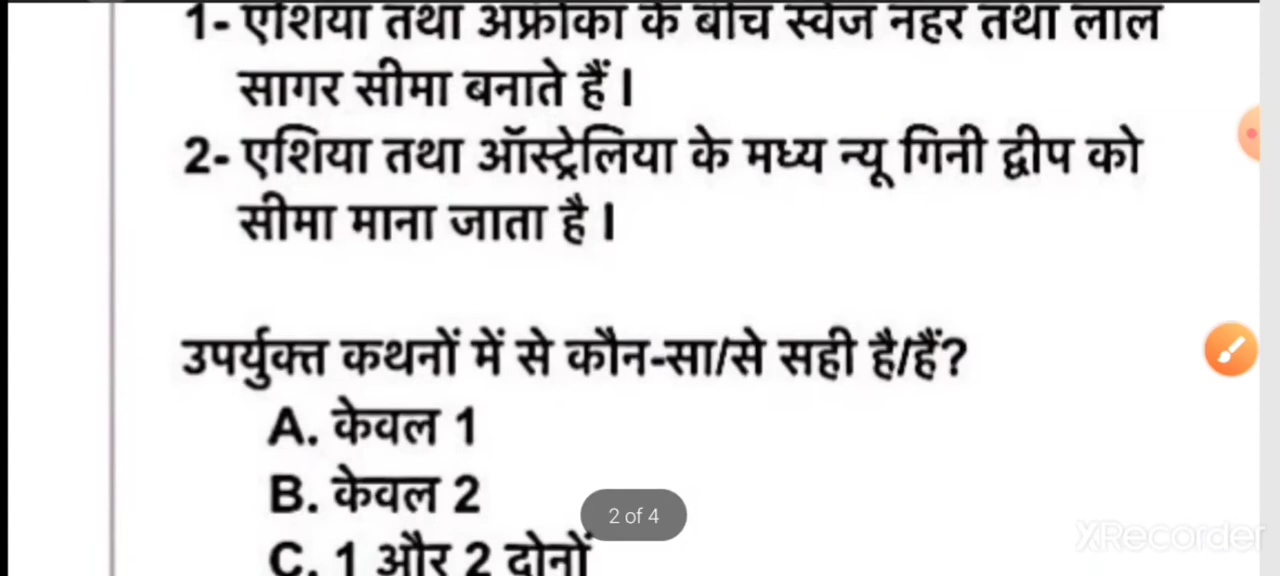 1- एशिया तथा अफ्रीका के बीच स्वेज नहर तथा लाल
सागर सीमा बनाते हैं।
2- एशिया तथा ऑस्ट्रेलिया के मध्य न्यू गिनी द्वीप को
सीमा माना जाता है।
उपर्युक्त कथनों में से कौन-सा/से सही है/हैं?
A. केवल 1
B. केवल 2
2 of 4
C. 1 और 2 दोनों
XRecorder